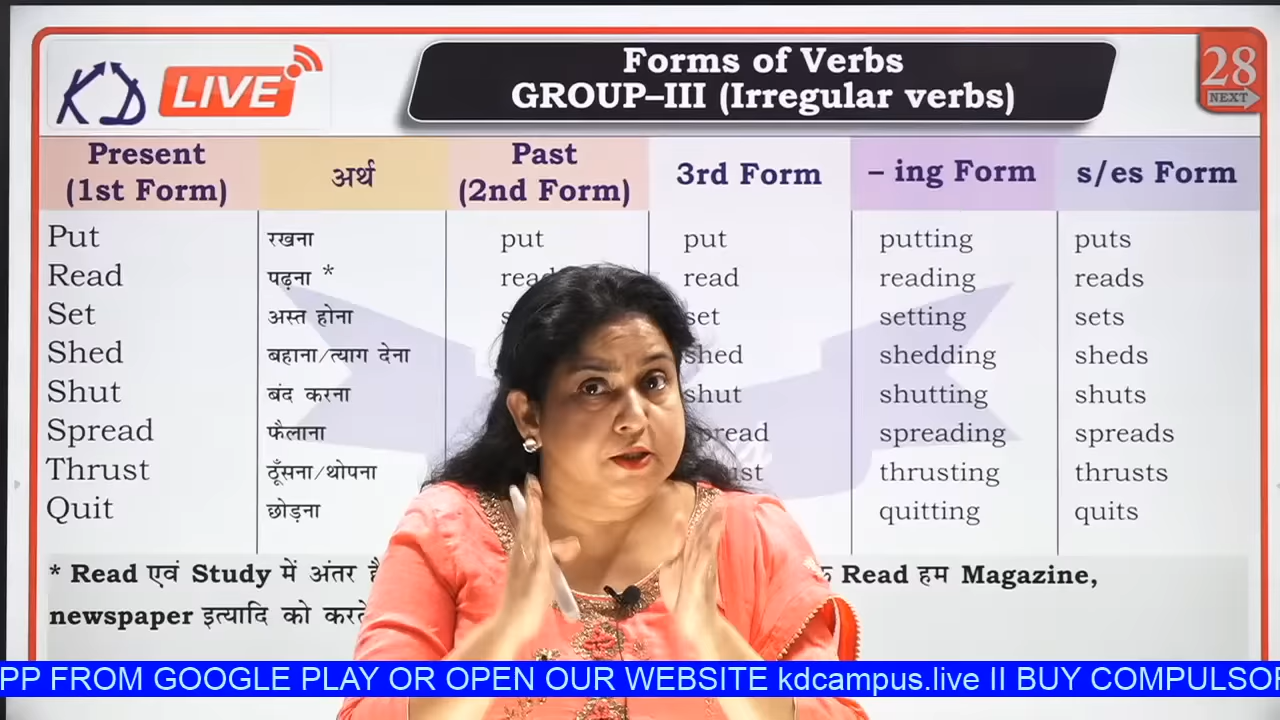 KD LIVE
Forms of Verbs
GROUP–III (Irregular verbs)
28
NEXT
Present (1st Form) अर्थ Past (2nd Form) 3rd Form – ing Form s/es Form
Put रखना put put putting puts
Read पढ़ना * read reading reads
Set अस्त होना set setting sets
Shed बहाना/त्याग देना shed shedding sheds
Shut बंद करना shut shutting shuts
Spread फैलाना spreading spreads
Thrust ठूँसना/थोपना thrusting thrusts
Quit छोड़ना quitting quits
* Read एवं Study में अंतर Read हम Magazine,
newspaper इत्यादि को
PP FROM GOOGLE PLAY OR OPEN OUR WEBSITE kdcampus.live II BUY COMPULSOR